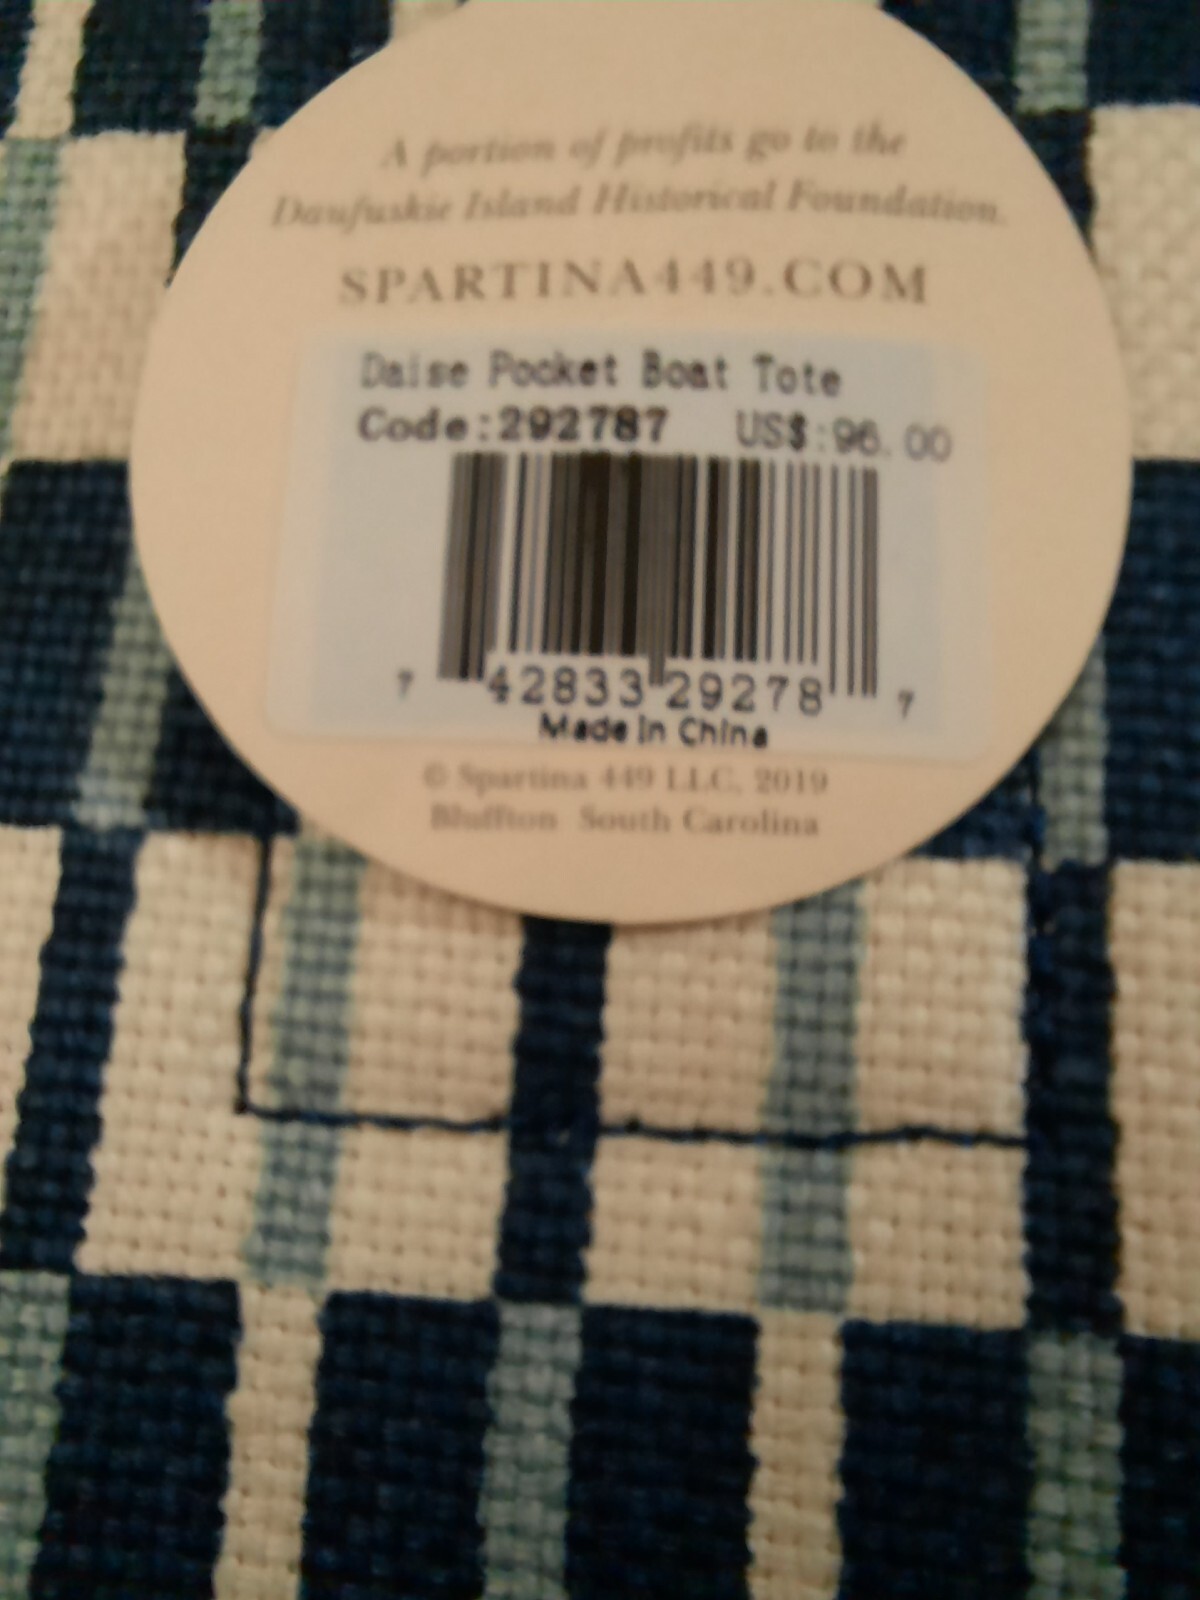 A portion of profits go to the
Daufuskie Island Historical Foundation.
SPARTINA449.COM
Daise Pocket Boat Tote
Code:292787 US$:96.00
7 42833 29278 7
Made in China
© Spartina 449 LLC, 2019
Bluffton South Carolina